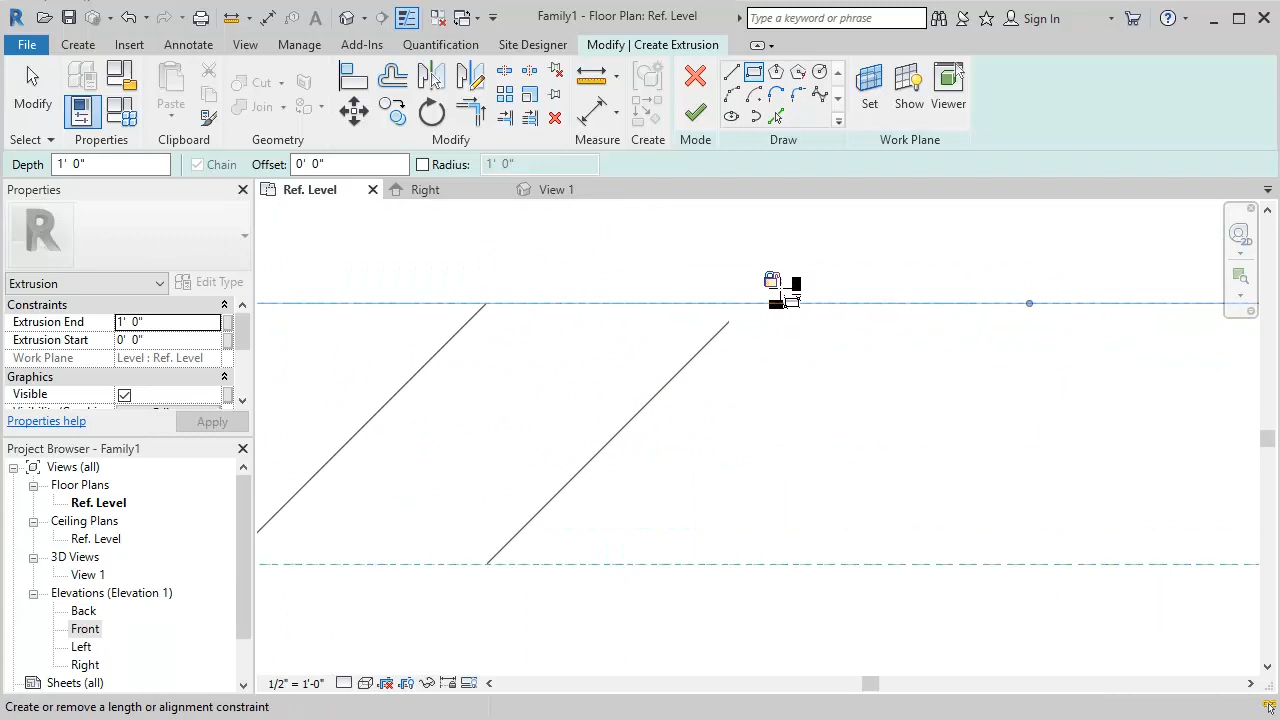 Family1 - Floor Plan: Ref. Level
Type a keyword or phrase
Sign In
File
Create
Insert
Annotate
View
Manage
Add-Ins
Quantification
Site Designer
Modify | Create Extrusion
Modify
Paste
Cut
Join
Set
Show
Viewer
Select
Properties
Clipboard
Geometry
Modify
Measure
Create
Mode
Draw
Work Plane
Depth
1' 0"
Chain
Offset:
0' 0"
Radius:
1' 0"
Properties
Ref. Level
Right
View 1
R
Extrusion
Edit Type
Constraints
Extrusion End
1' 0"
Extrusion Start
0' 0"
Work Plane
Level : Ref. Level
Graphics
Visible
Properties help
Apply
Project Browser - Family1
Views (all)
Floor Plans
Ref. Level
Ceiling Plans
Ref. Level
3D Views
View 1
Elevations (Elevation 1)
Back
Front
Left
Right
Sheets (all)
2D
1/2" = 1'-0"
Create or remove a length or alignment constraint